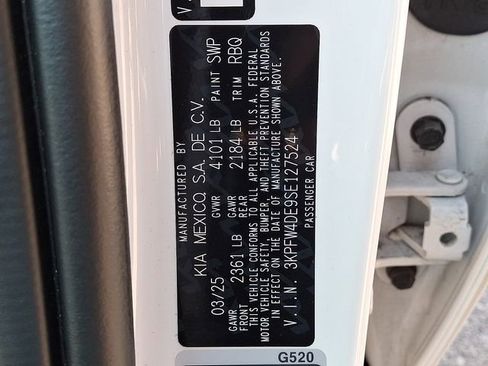 MANUFACTURED BY
KIA MEXICO, S.A. DE C.V.
03/25 GVWR 4101 LB PAINT SWP
GAWR FRONT 2361 LB GAWR REAR 2184 LB TRIM RBQ
THIS VEHICLE CONFORMS TO ALL APPLICABLE U.S.A. FEDERAL
MOTOR VEHICLE SAFETY, BUMPER, AND THEFT PREVENTION STANDARDS
IN EFFECT ON THE DATE OF MANUFACTURE SHOWN ABOVE.
V.I.N. 3KPFW4DE9SE127524
PASSENGER CAR
G520